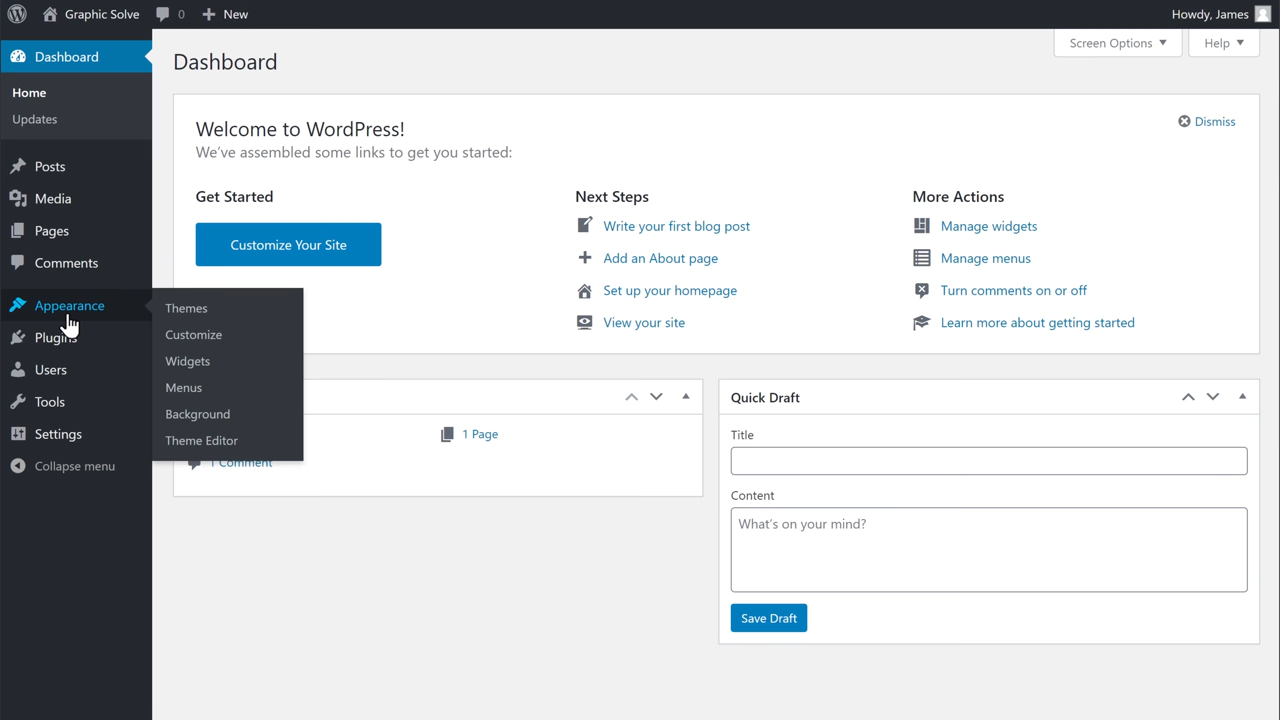 Graphic Solve 0 New Howdy, James
Dashboard
Home
Updates
Posts
Media
Pages
Comments
Appearance
Plugins
Users
Tools
Settings
Collapse menu
Themes
Customize
Widgets
Menus
Background
Theme Editor
Screen Options Help
Dashboard
Welcome to WordPress!
We've assembled some links to get you started:
Dismiss
Get Started
Customize Your Site
Next Steps
Write your first blog post
Add an About page
Set up your homepage
View your site
More Actions
Manage widgets
Manage menus
Turn comments on or off
Learn more about getting started
1 Page
1 Comment
Quick Draft
Title
Content
What's on your mind?
Save Draft